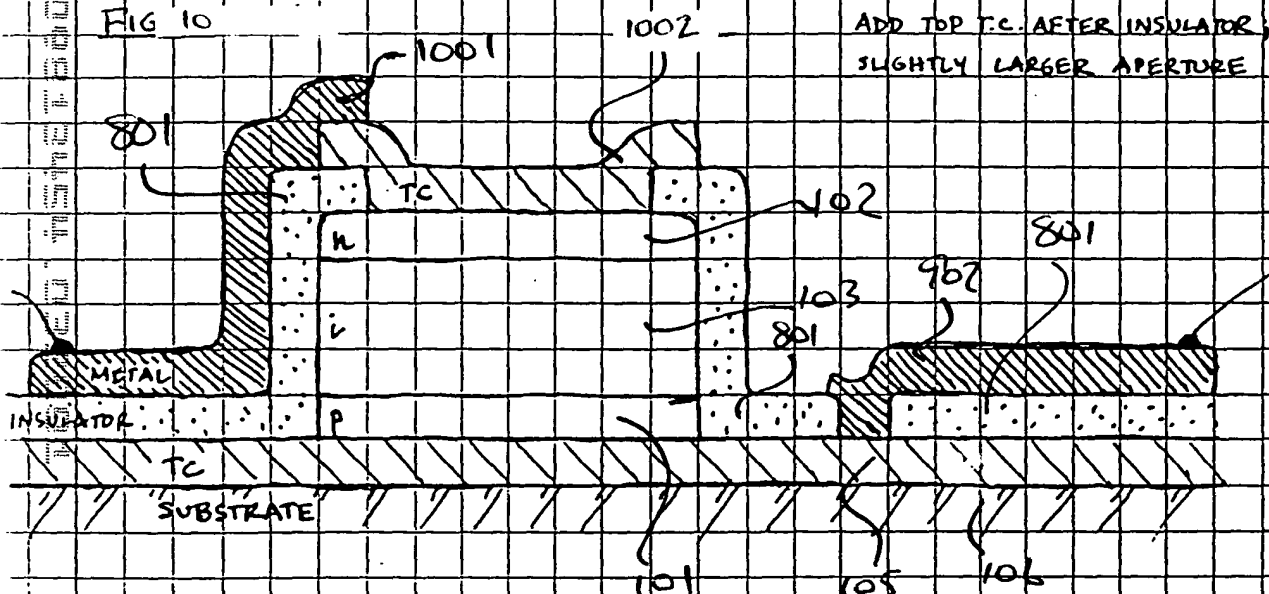 FIG 10
1001
1002
ADD TOP T.C. AFTER INSULATOR;
SLIGHTLY LARGER APERTURE
801
TC
102
n
902
801
i
103
801
METAL
INSULATOR
p
TC
SUBSTRATE
101
105
106